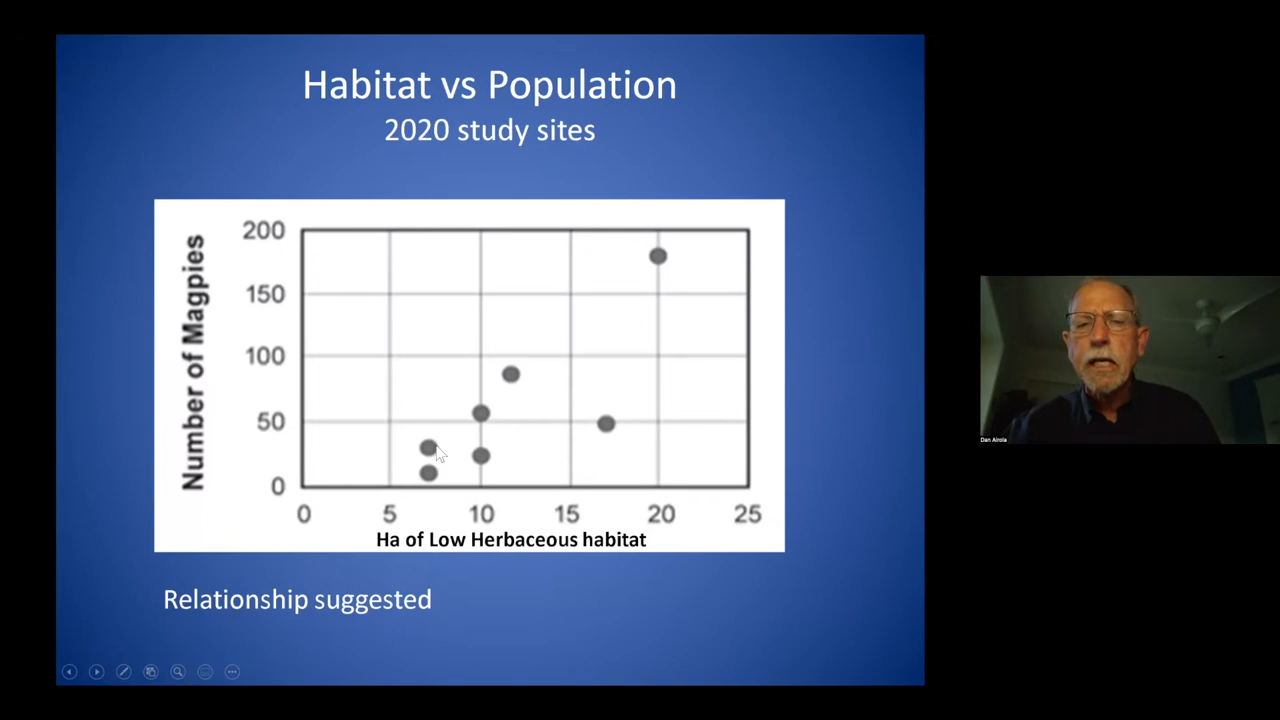 Habitat vs Population
2020 study sites
Number of Magpies
200
150
100
50
0
0 5 10 15 20 25
Ha of Low Herbaceous habitat
Relationship suggested
Dan Airola